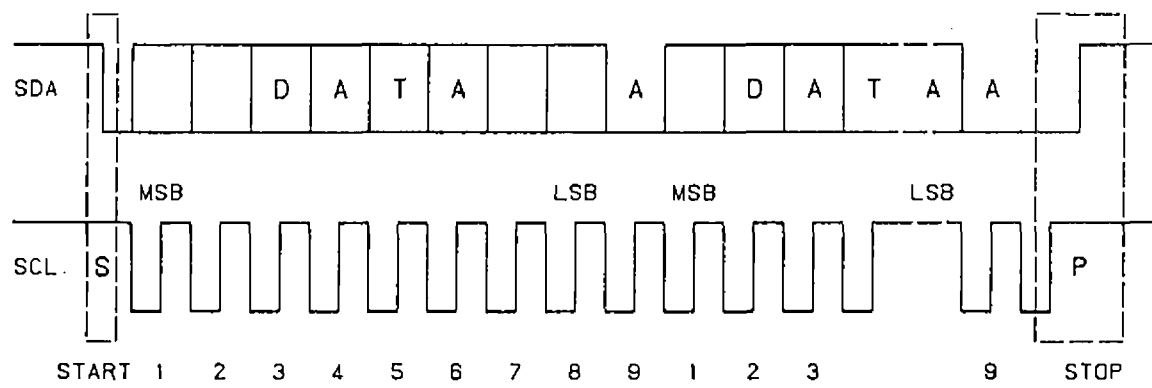 SDA D A T A A D A T A A
MSB LSB MSB LSB
SCL. S P
START 1 2 3 4 5 6 7 8 9 1 2 3 9 STOP